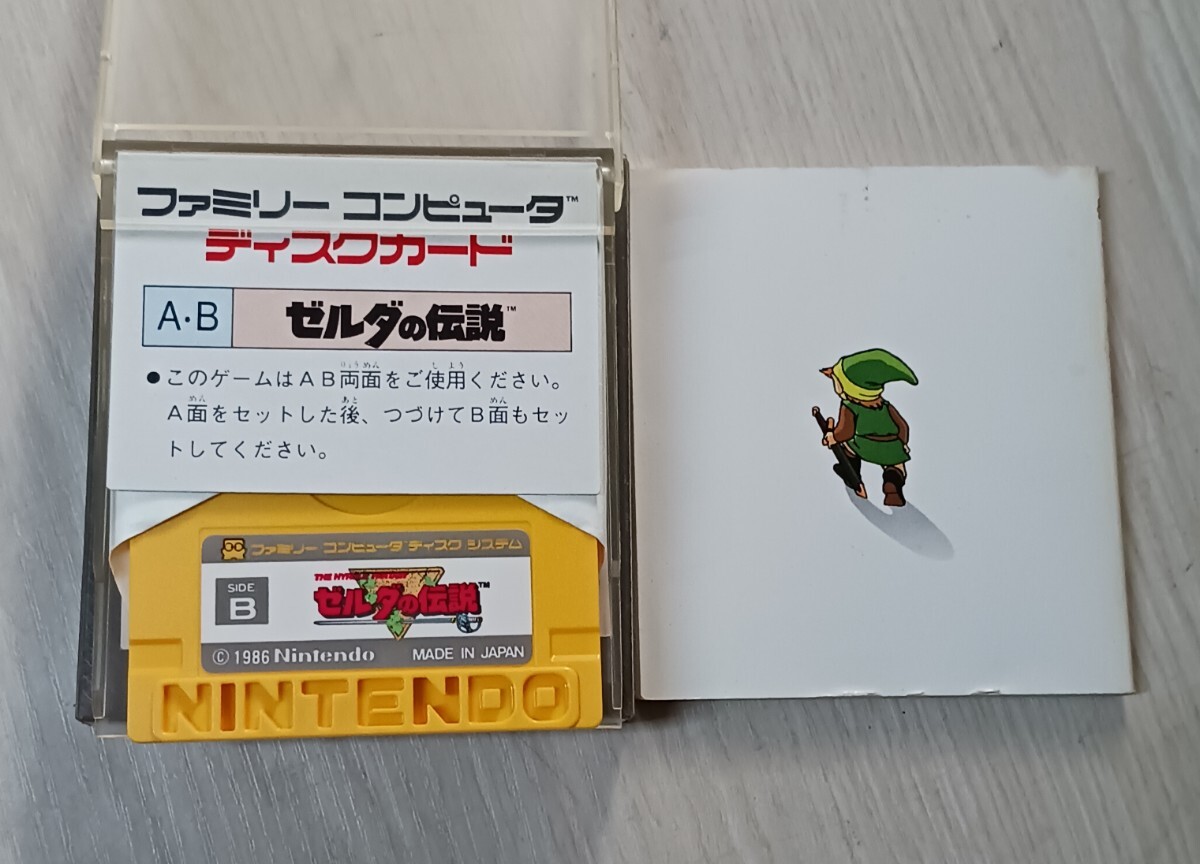 ファミリー コンピュータ™
ディスクカード
A・B ゼルダの伝説™
●このゲームはAB両面をご使用ください。
A面をセットした後、つづけてB面もセッ
トしてください。
ファミリー コンピュータ ディスク システム
SIDE
B
THE HYRULE FANTASY
ゼルダの伝説™
©1986 Nintendo MADE IN JAPAN
NINTENDO